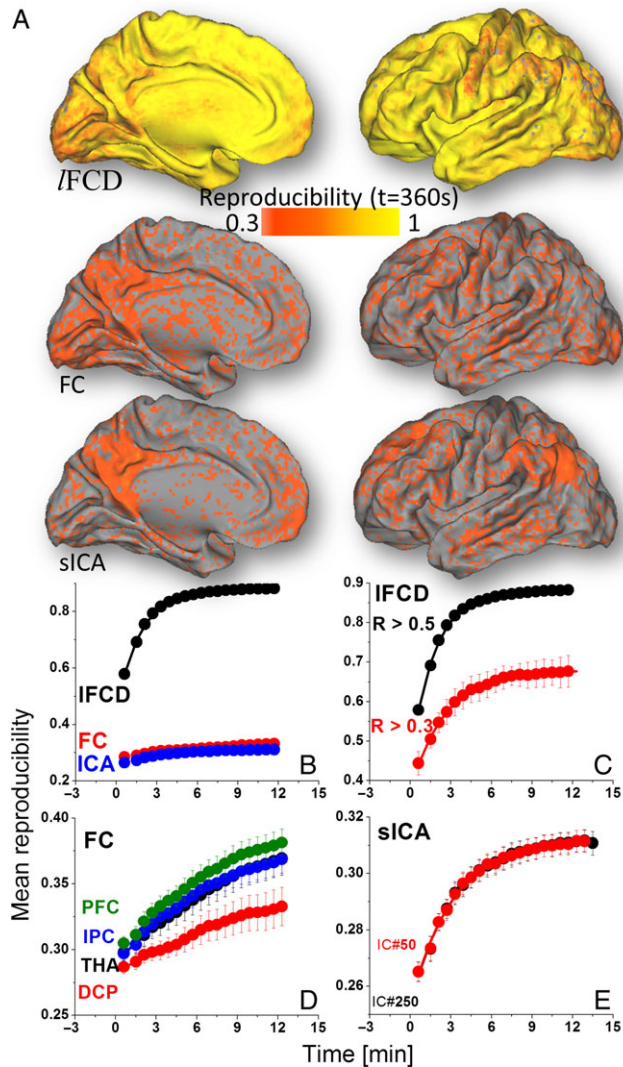 A
lFCD
Reproducibility (t=360s)
0.3 1
FC
sICA
0.8
0.6
0.4
0.2
lFCD
FC
ICA
B
−3 0 3 6 9 12 15
0.9
0.8
0.7
0.6
0.5
0.4
lFCD
R > 0.5
R > 0.3
C
−3 0 3 6 9 12 15
Mean reproducibility
0.40
0.35
0.30
0.25
FC
PFC
IPC
THA
DCP
D
−3 0 3 6 9 12 15
0.32
0.30
0.28
0.26
sICA
IC#50
IC#250
E
−3 0 3 6 9 12 15
Time [min]